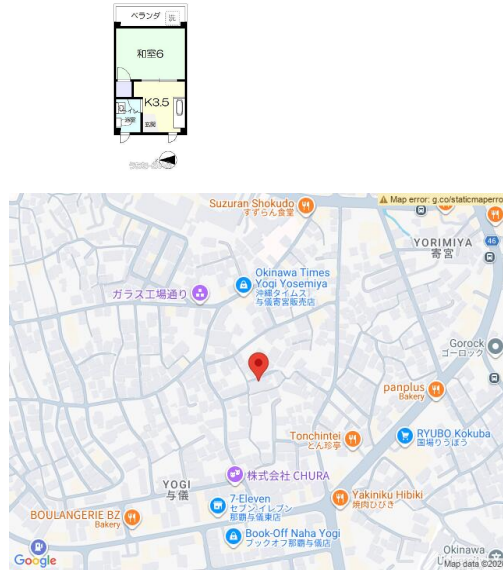 ベランダ
洗
和室6
K3.5
玄関
Suzuran Shokudo
すずらん食堂
Map error: g.co/staticmaperro
46
YORIMIYA
寄宮
Okinawa Times
Yogi Yosemiya
沖縄タイムス
与儀寄宮販売店
ガラス工場通り
Gorock
ゴーロック
panplus
Bakery
Tonchintei
とん珍亭
RYUBO Kokuba
国場りうぼう
株式会社 CHURA
YOGI
与儀
7-Eleven
セブン-イレブン
那覇与儀東店
Yakiniku Hibiki
焼肉ひびき
BOULANGERIE BZ
Bakery
Book-Off Naha Yogi
ブックオフ那覇与儀店
Okinawa
Google
Map data ©20